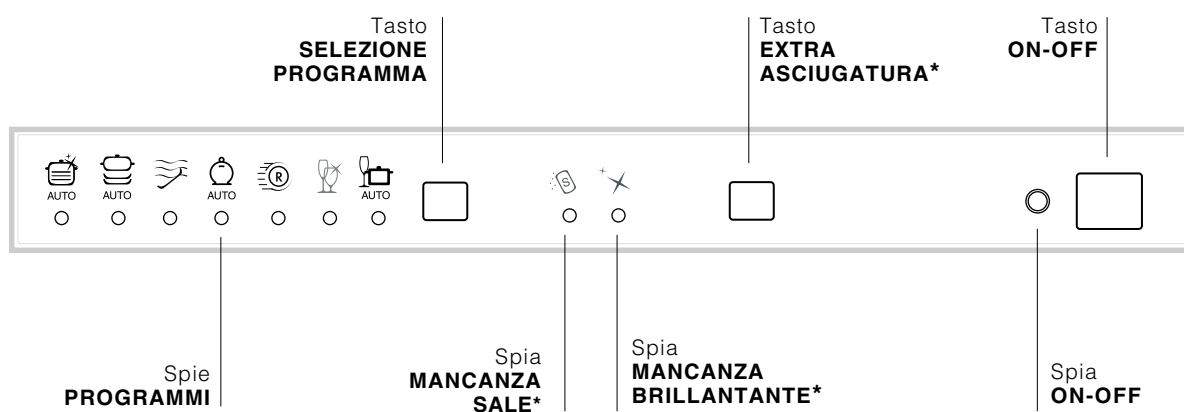 Tasto
SELEZIONE
PROGRAMMA
Tasto
EXTRA
ASCIUGATURA*
Tasto
ON-OFF
AUTO
AUTO
AUTO
R
AUTO
S
Spie
PROGRAMMI
Spia
MANCANZA
SALE*
Spia
MANCANZA
BRILLANTANTE*
Spia
ON-OFF